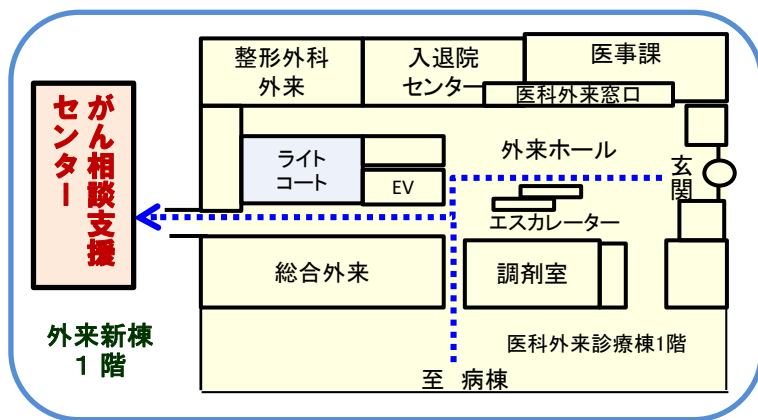 整形外科
外来
入退院
センター
医事課
医科外来窓口
がん相談支援
センター
ライト
コート
EV
外来ホール
玄関
エスカレーター
総合外来
調剤室
外来新棟
1 階
医科外来診療棟1階
至 病棟